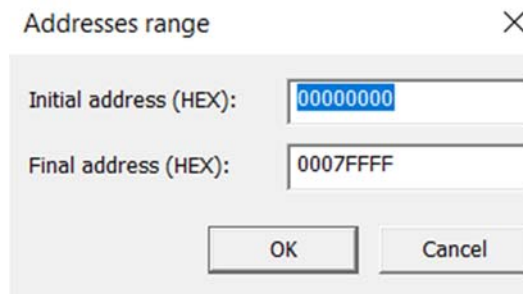 Addresses range
Initial address (HEX): 00000000
Final address (HEX): 0007FFFF
OK Cancel